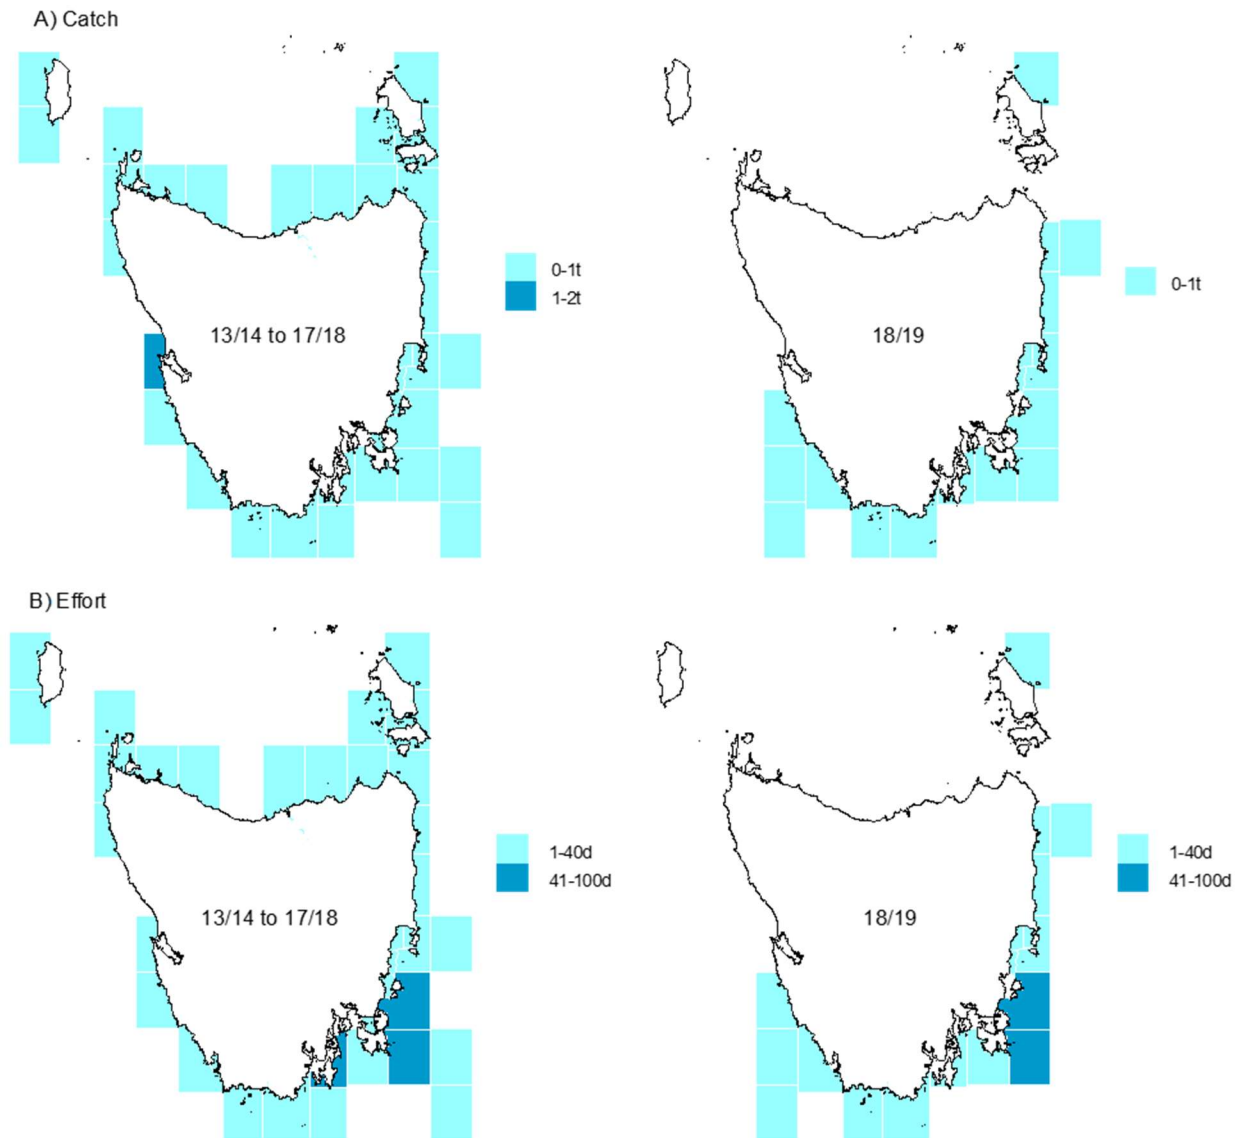 A) Catch
0-1t
1-2t
13/14 to 17/18
0-1t
18/19
B) Effort
1-40d
41-100d
13/14 to 17/18
1-40d
41-100d
18/19